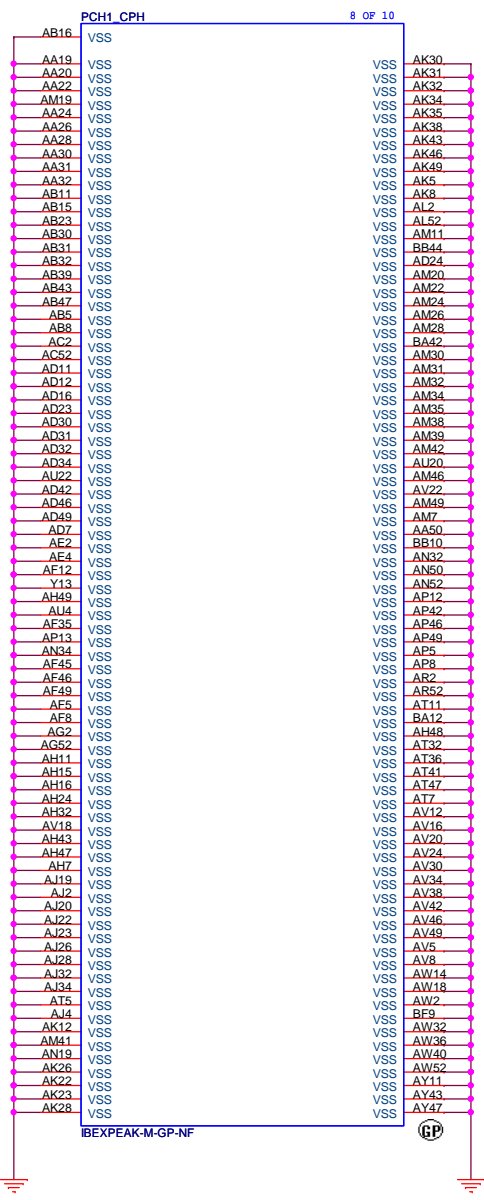 PCH1_CPH 8 OF 10
AB16 VSS
AA19 VSS VSS AK30
AA20 VSS VSS AK31
AA22 VSS VSS AK32
AM19 VSS VSS AK34
AA24 VSS VSS AK35
AA26 VSS VSS AK38
AA28 VSS VSS AK43
AA30 VSS VSS AK46
AA31 VSS VSS AK49
AA32 VSS VSS AK5
AB11 VSS VSS AK8
AB15 VSS VSS AL2
AB23 VSS VSS AL52
AB30 VSS VSS AM11
AB31 VSS VSS BB44
AB32 VSS VSS AD24
AB39 VSS VSS AM20
AB43 VSS VSS AM22
AB47 VSS VSS AM24
AB5 VSS VSS AM26
AB8 VSS VSS AM28
AC2 VSS VSS BA42
AC52 VSS VSS AM30
AD11 VSS VSS AM31
AD12 VSS VSS AM32
AD16 VSS VSS AM34
AD23 VSS VSS AM35
AD30 VSS VSS AM38
AD31 VSS VSS AM39
AD32 VSS VSS AM42
AD34 VSS VSS AU20
AU22 VSS VSS AM46
AD42 VSS VSS AV22
AD46 VSS VSS AM49
AD49 VSS VSS AM7
AD7 VSS VSS AA50
AE2 VSS VSS BB10
AE4 VSS VSS AN32
AF12 VSS VSS AN50
Y13 VSS VSS AN52
AH49 VSS VSS AP12
AU4 VSS VSS AP42
AF35 VSS VSS AP46
AP13 VSS VSS AP49
AN34 VSS VSS AP5
AF45 VSS VSS AP8
AF46 VSS VSS AR2
AF49 VSS VSS AR52
AF5 VSS VSS AT11
AF8 VSS VSS BA12
AG2 VSS VSS AH48
AG52 VSS VSS AT32
AH11 VSS VSS AT36
AH15 VSS VSS AT41
AH16 VSS VSS AT47
AH24 VSS VSS AT7
AH32 VSS VSS AV12
AV18 VSS VSS AV16
AH43 VSS VSS AV20
AH47 VSS VSS AV24
AH7 VSS VSS AV30
AJ19 VSS VSS AV34
AJ2 VSS VSS AV38
AJ20 VSS VSS AV42
AJ22 VSS VSS AV46
AJ23 VSS VSS AV49
AJ26 VSS VSS AV5
AJ28 VSS VSS AV8
AJ32 VSS VSS AW14
AJ34 VSS VSS AW18
AT5 VSS VSS AW2
AJ4 VSS VSS BF9
AK12 VSS VSS AW32
AM41 VSS VSS AW36
AN19 VSS VSS AW40
AK26 VSS VSS AW52
AK22 VSS VSS AY11
AK23 VSS VSS AY43
AK28 VSS VSS AY47
IBEXPEAK-M-GP-NF GP